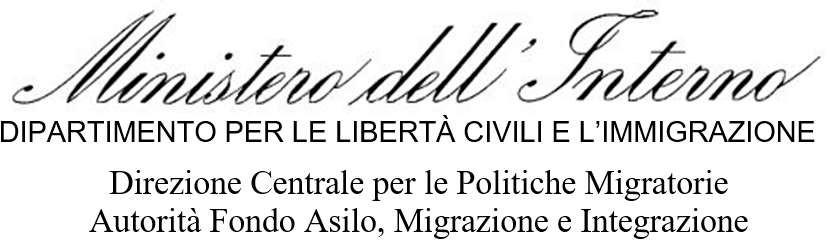 Ministero dell'Interno
DIPARTIMENTO PER LE LIBERTÀ CIVILI E L’IMMIGRAZIONE
Direzione Centrale per le Politiche Migratorie
Autorità Fondo Asilo, Migrazione e Integrazione